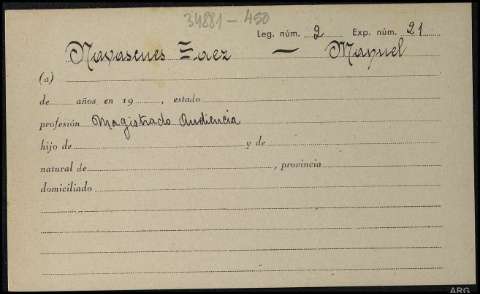 34881-450
Leg. núm. 2 Exp. núm. 21
Navascues Saez — Manuel
(a)
de años, en 19 , estado
profesión Magistrado Audiencia
hijo de y de
natural de , provincia
domiciliado
ARG